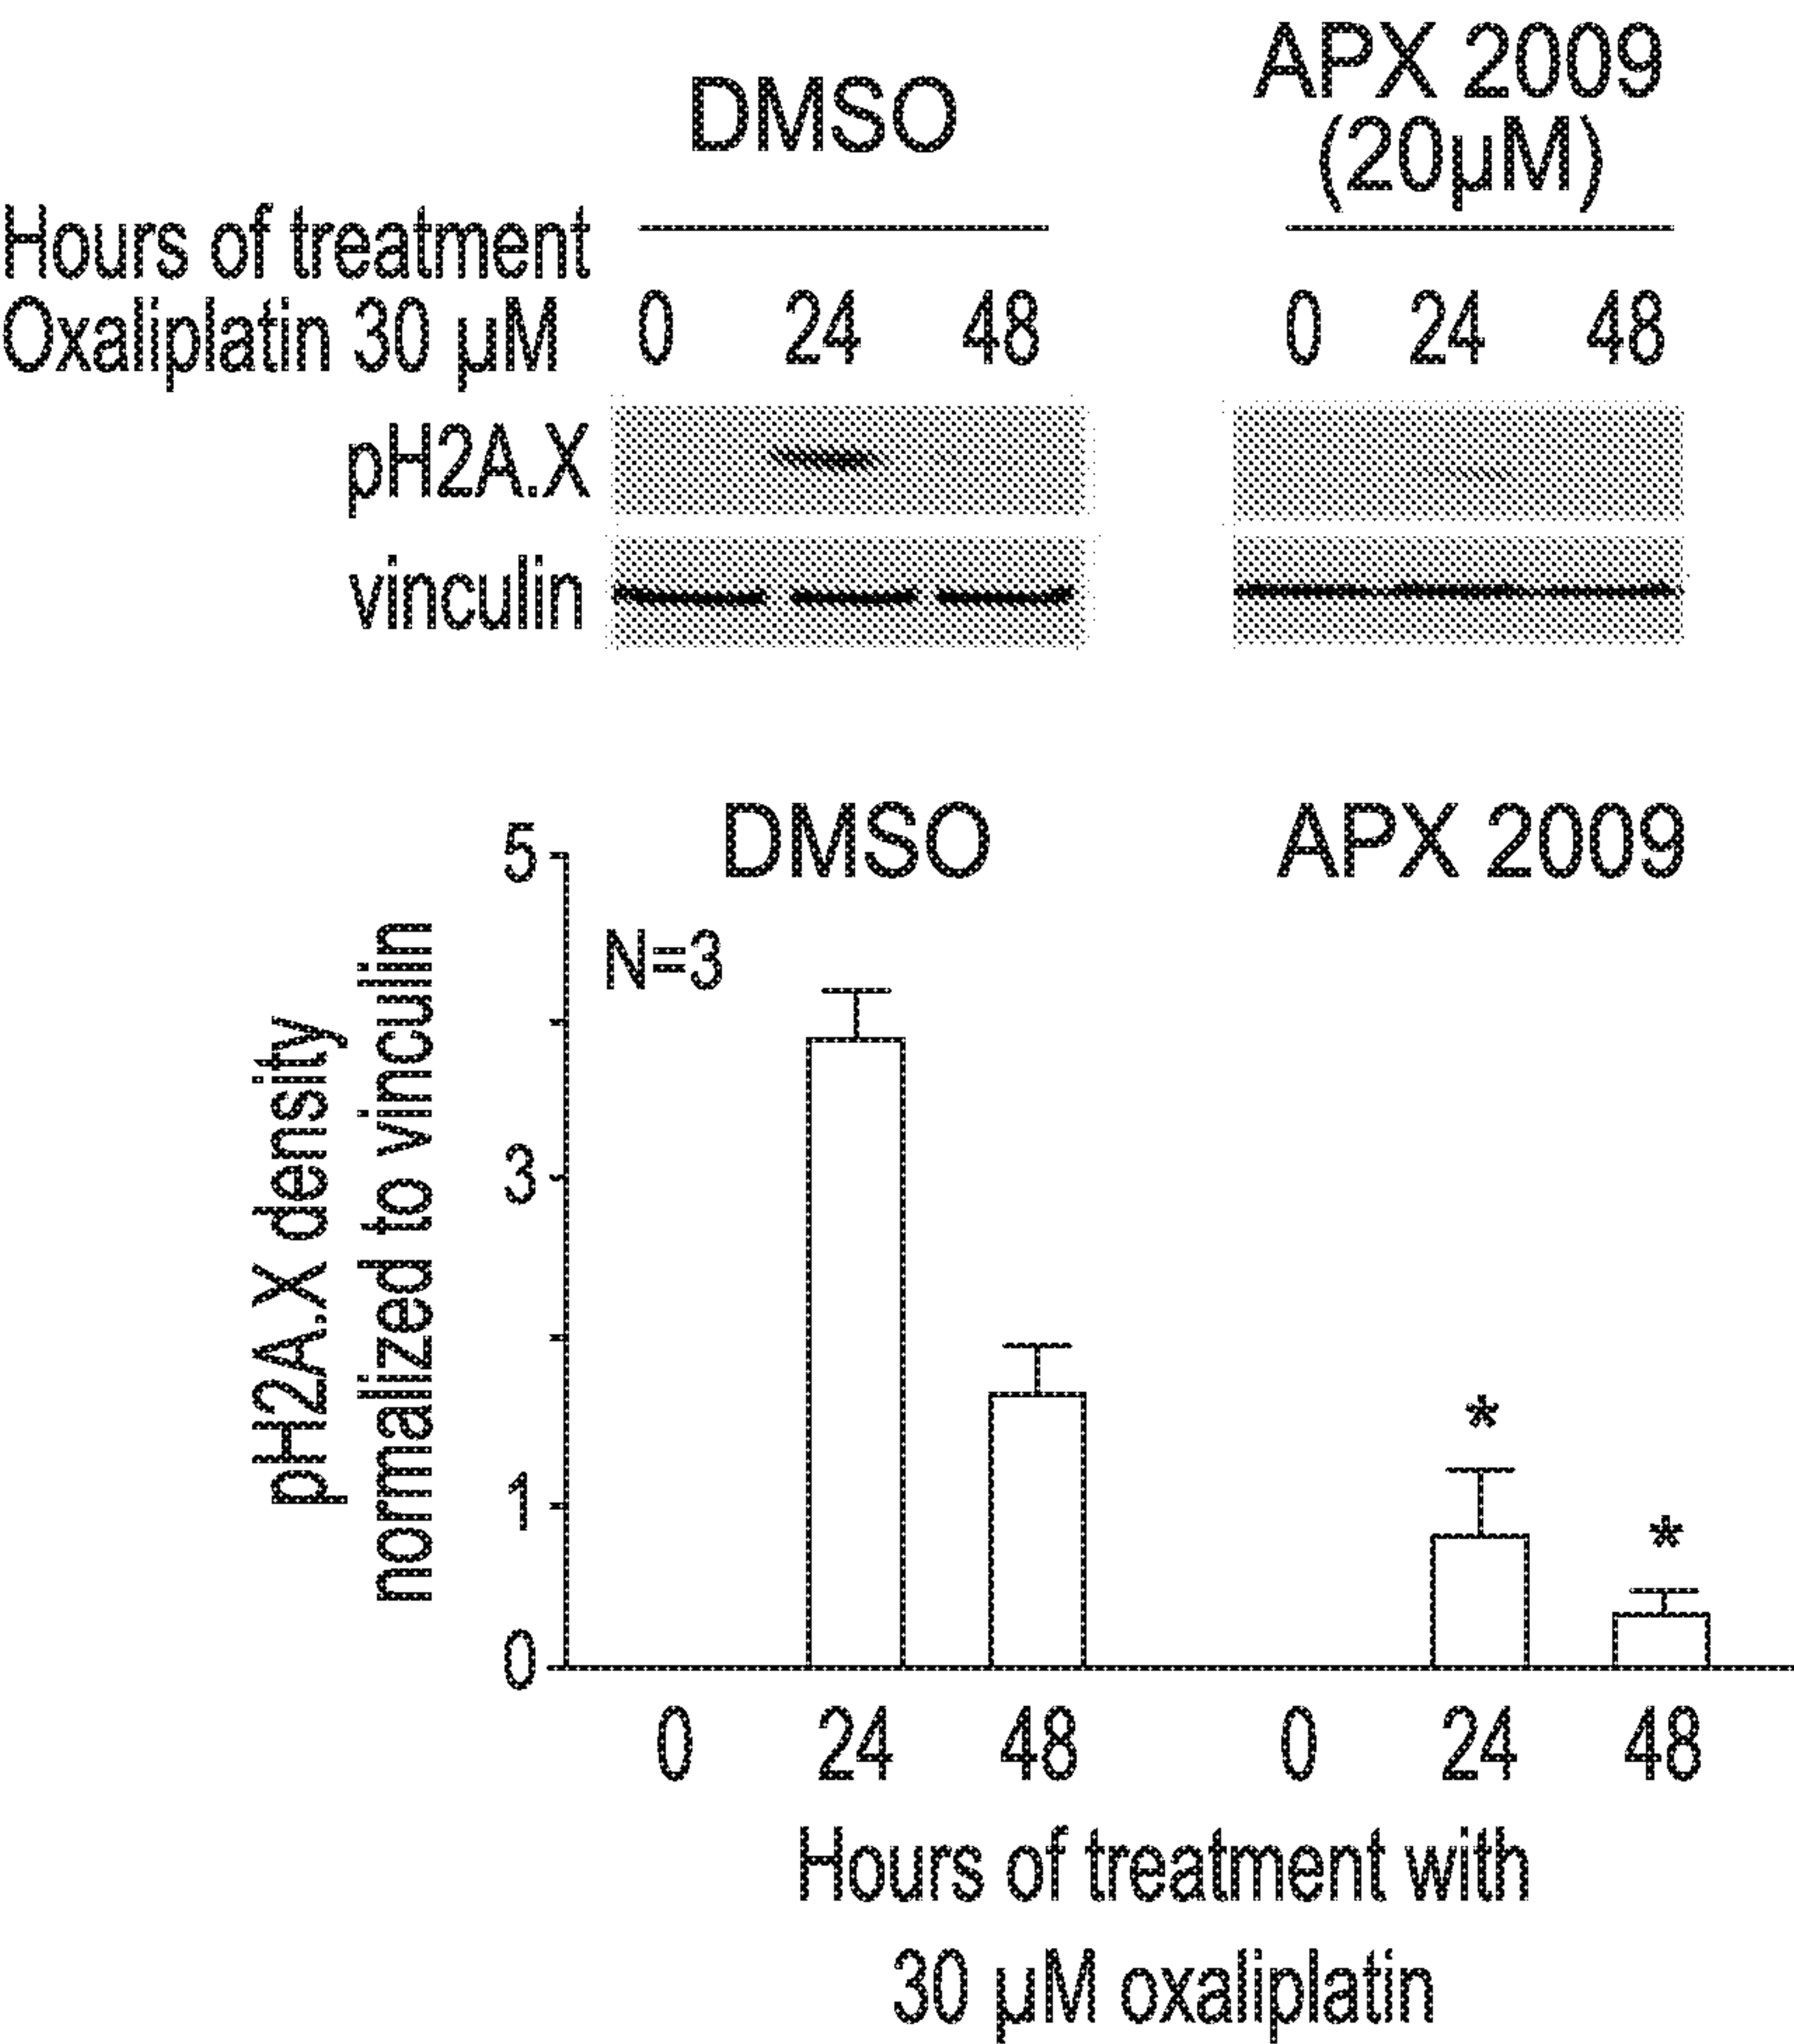 DMSO
APX 2009
(20µM)
Hours of treatment
Oxaliplatin 30 µM
0 24 48
0 24 48
pH2A.X
vinculin
DMSO
APX 2009
N=3
pH2A.X density
normalized to vinculin
5
3
1
0
*
*
0 24 48 0 24 48
Hours of treatment with
30 µM oxaliplatin